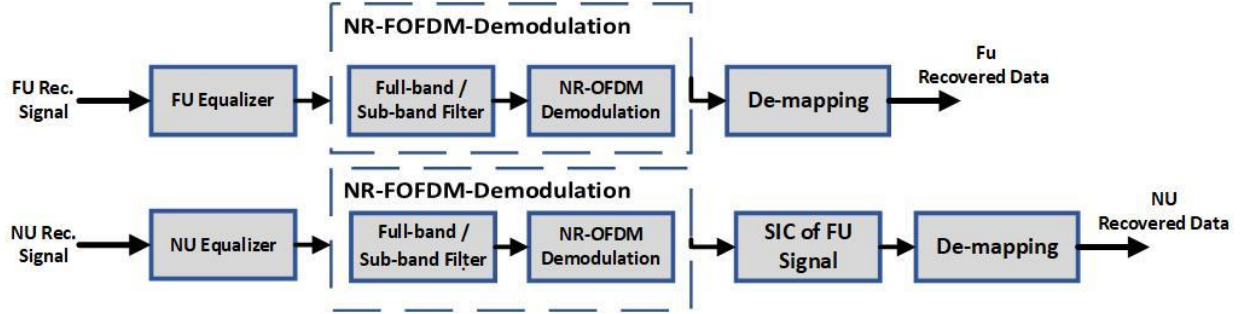 NR-FOFDM-Demodulation
FU Rec.
Signal
FU Equalizer
Full-band /
Sub-band Filter
NR-OFDM
Demodulation
De-mapping
Fu
Recovered Data
NR-FOFDM-Demodulation
NU Rec.
Signal
NU Equalizer
Full-band /
Sub-band Filter
NR-OFDM
Demodulation
SIC of FU
Signal
De-mapping
NU
Recovered Data